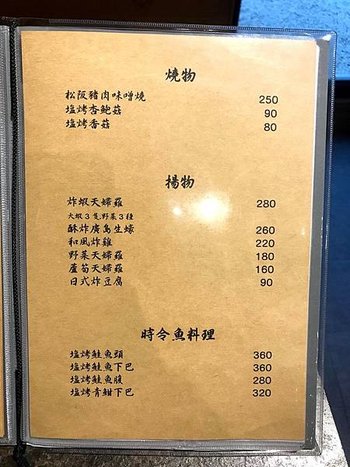 燒物
松阪豬肉味噌燒 250
塩烤杏鮑菇 90
塩烤香菇 80
揚物
炸蝦天婦羅 280
大蝦3隻,野菜3種
酥炸廣島生蠔 260
和風炸雞 220
野菜天婦羅 180
蘆筍天婦羅 160
日式炸豆腐 90
時令魚料理
塩烤鮭魚頭 360
塩烤鮭魚下巴 360
塩烤鮭魚腹 280
塩烤青魽下巴 320